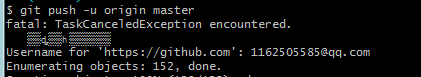 $ git push -u origin master
fatal: TaskCanceledException encountered.
Username for 'https://github.com': 1162505585@qq.com
Enumerating objects: 152, done.